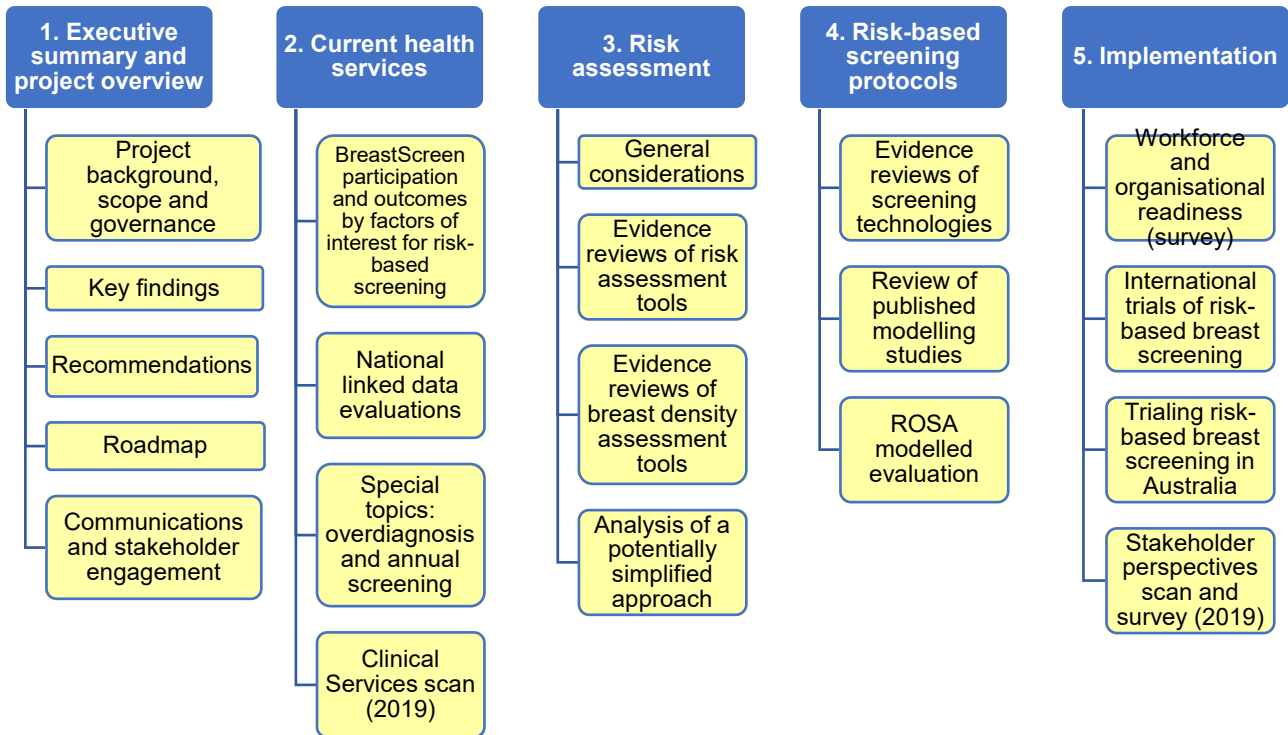 1. Executive
summary and
project overview
Project
background,
scope and
governance
Key findings
Recommendations
Roadmap
Communications
and stakeholder
engagement
2. Current health
services
BreastScreen
participation
and outcomes
by factors of
interest for risk-
based
screening
National
linked data
evaluations
Special
topics:
overdiagnosis
and annual
screening
Clinical
Services scan
(2019)
3. Risk
assessment
General
considerations
Evidence
reviews of risk
assessment
tools
Evidence
reviews of
breast density
assessment
tools
Analysis of a
potentially
simplified
approach
4. Risk-based
screening
protocols
Evidence
reviews of
screening
technologies
Review of
published
modelling
studies
ROSA
modelled
evaluation
5. Implementation
Workforce
and
organisational
readiness
(survey)
International
trials of risk-
based breast
screening
Trialing risk-
based breast
screening in
Australia
Stakeholder
perspectives
scan and
survey (2019)